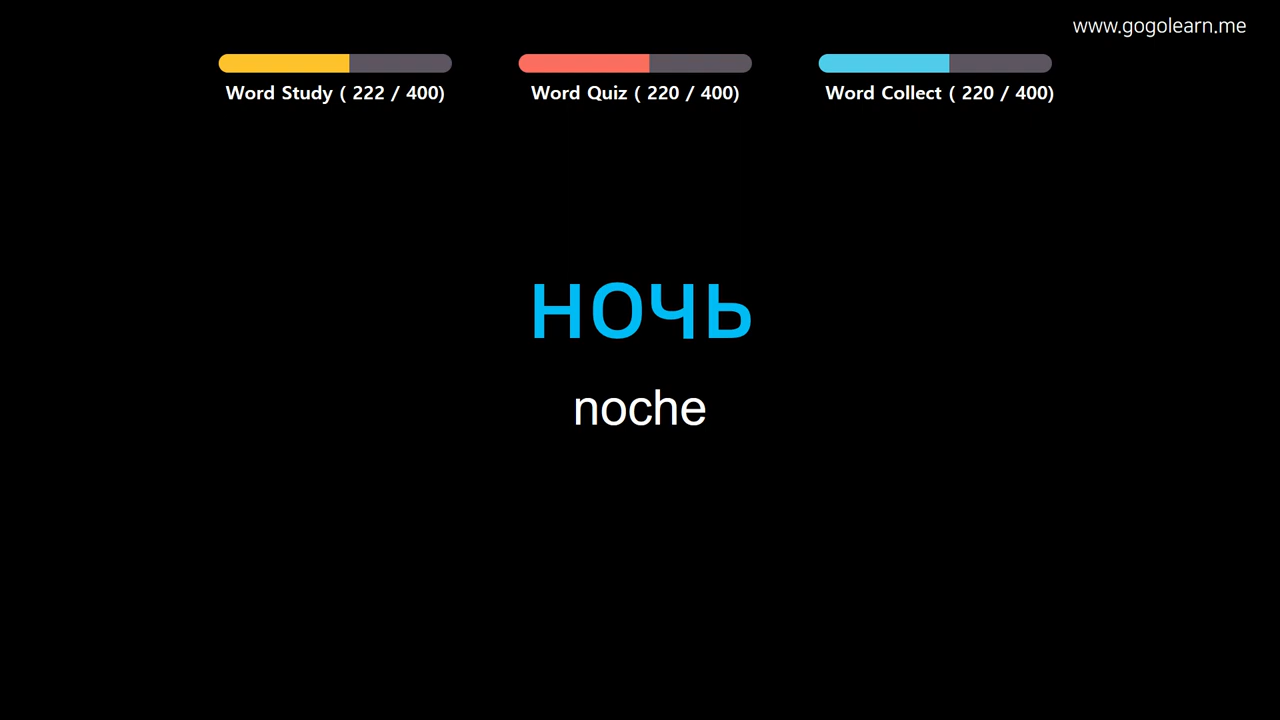 www.gogolearn.me
Word Study ( 222 / 400)
Word Quiz ( 220 / 400)
Word Collect ( 220 / 400)
ночь
noche